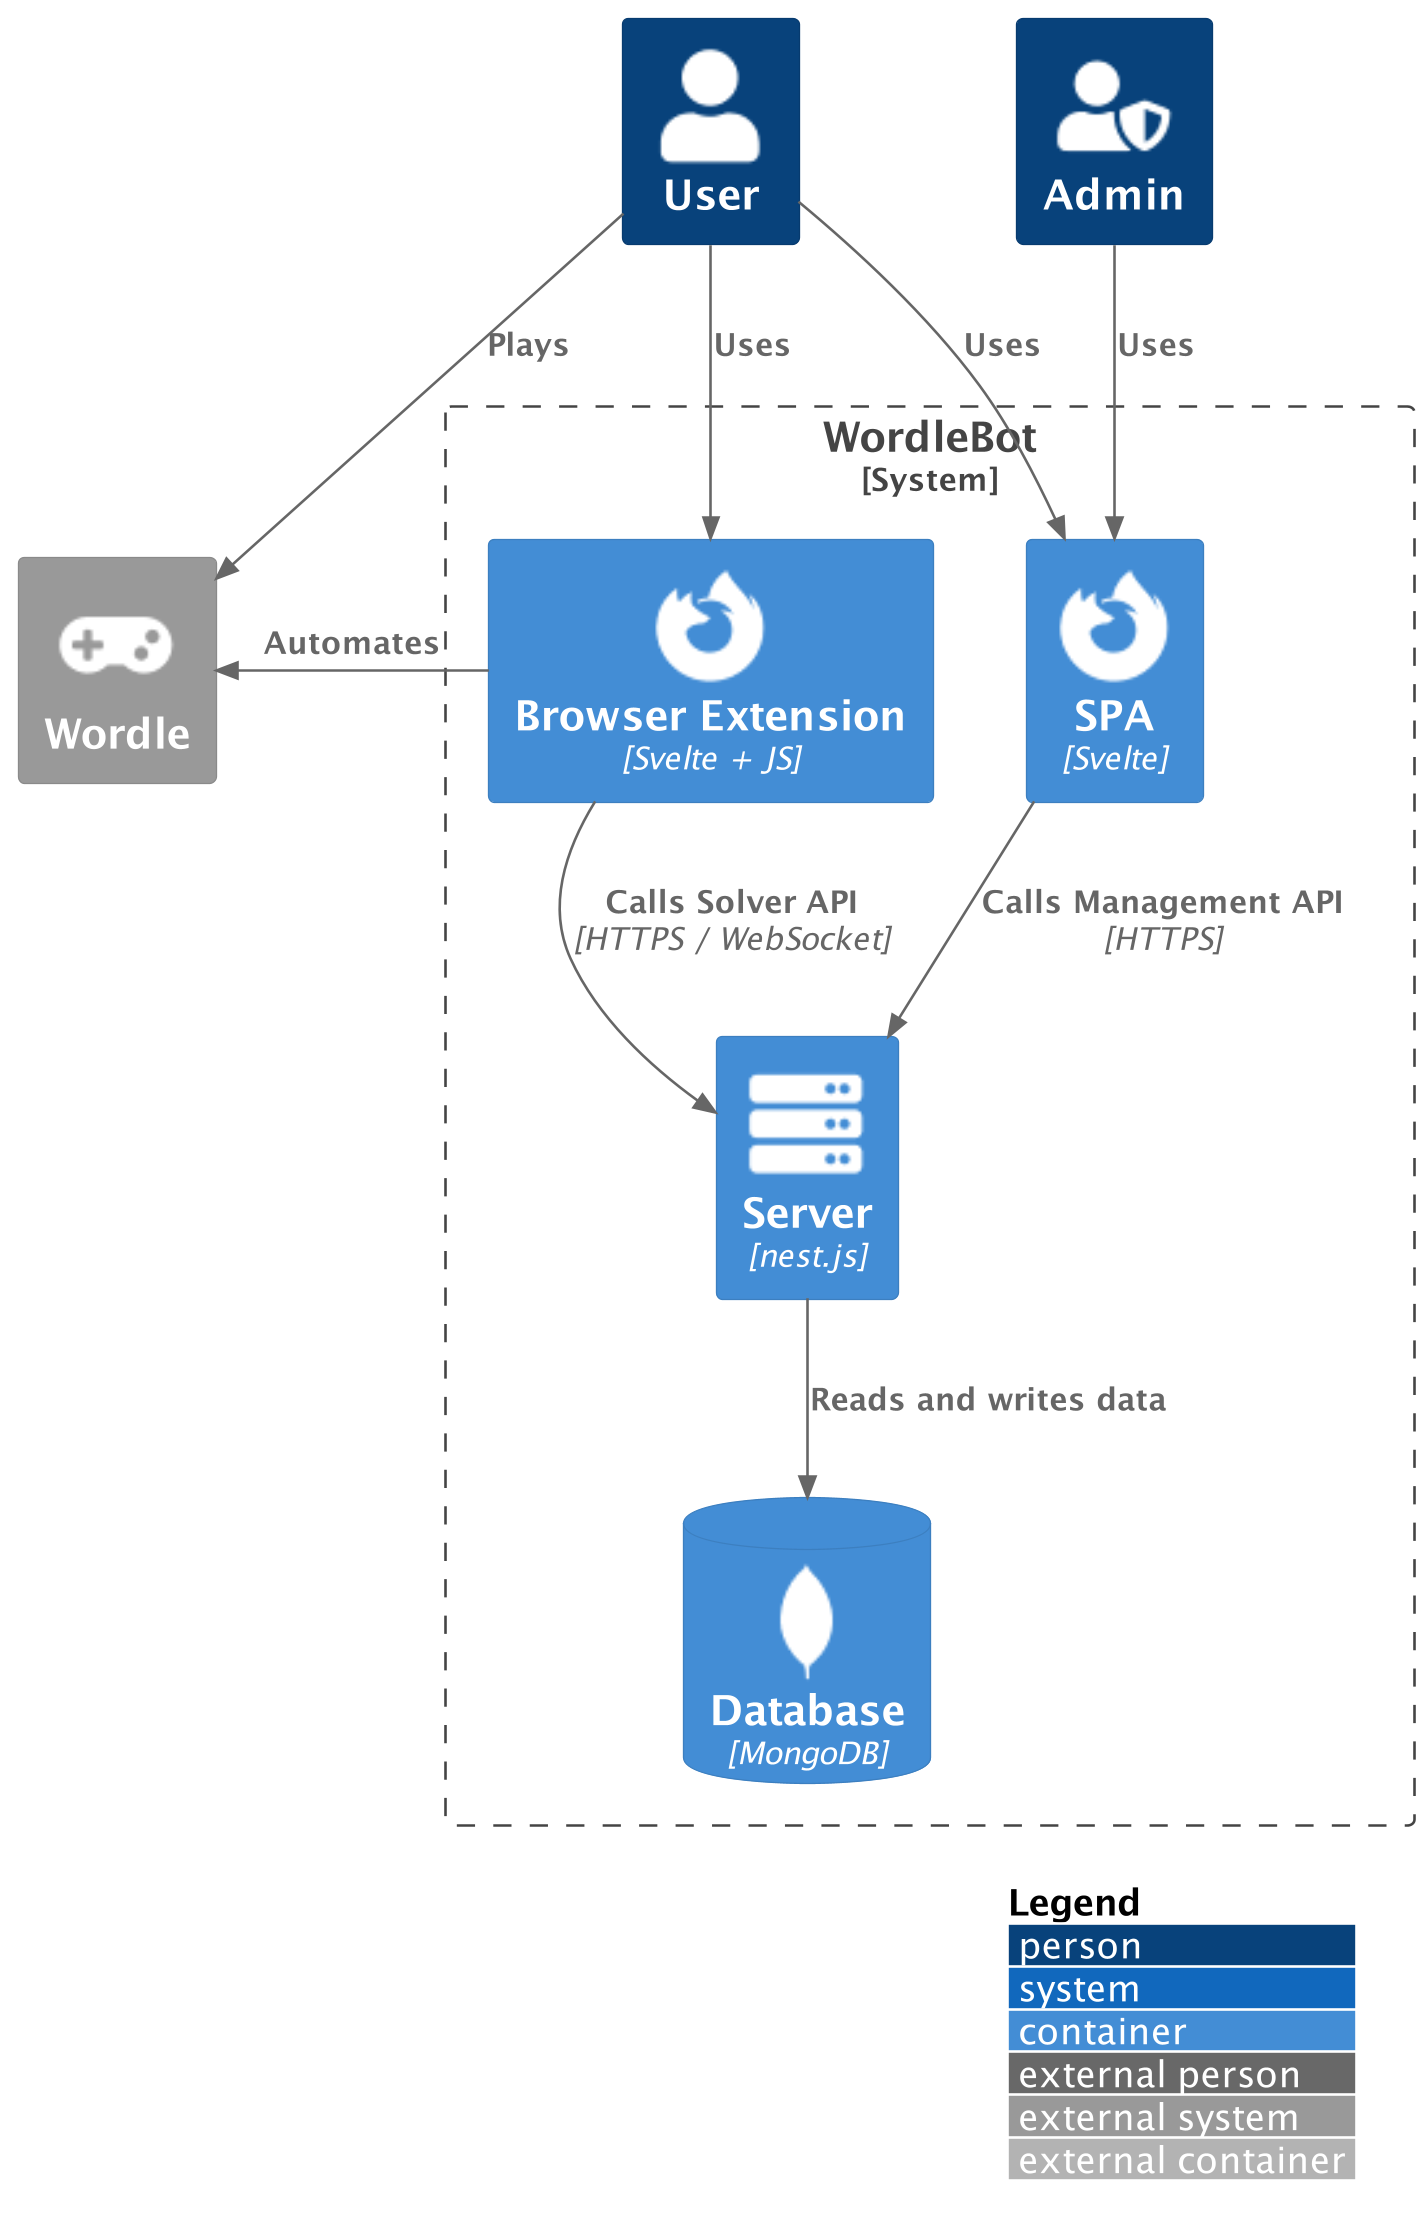 User
Admin
Plays
Uses
Uses
Uses
WordleBot
[System]
Automates
Wordle
Browser Extension
[Svelte + JS]
SPA
[Svelte]
Calls Solver API
[HTTPS / WebSocket]
Calls Management API
[HTTPS]
Server
[nest.js]
Reads and writes data
Database
[MongoDB]
Legend
person
system
container
external person
external system
external container